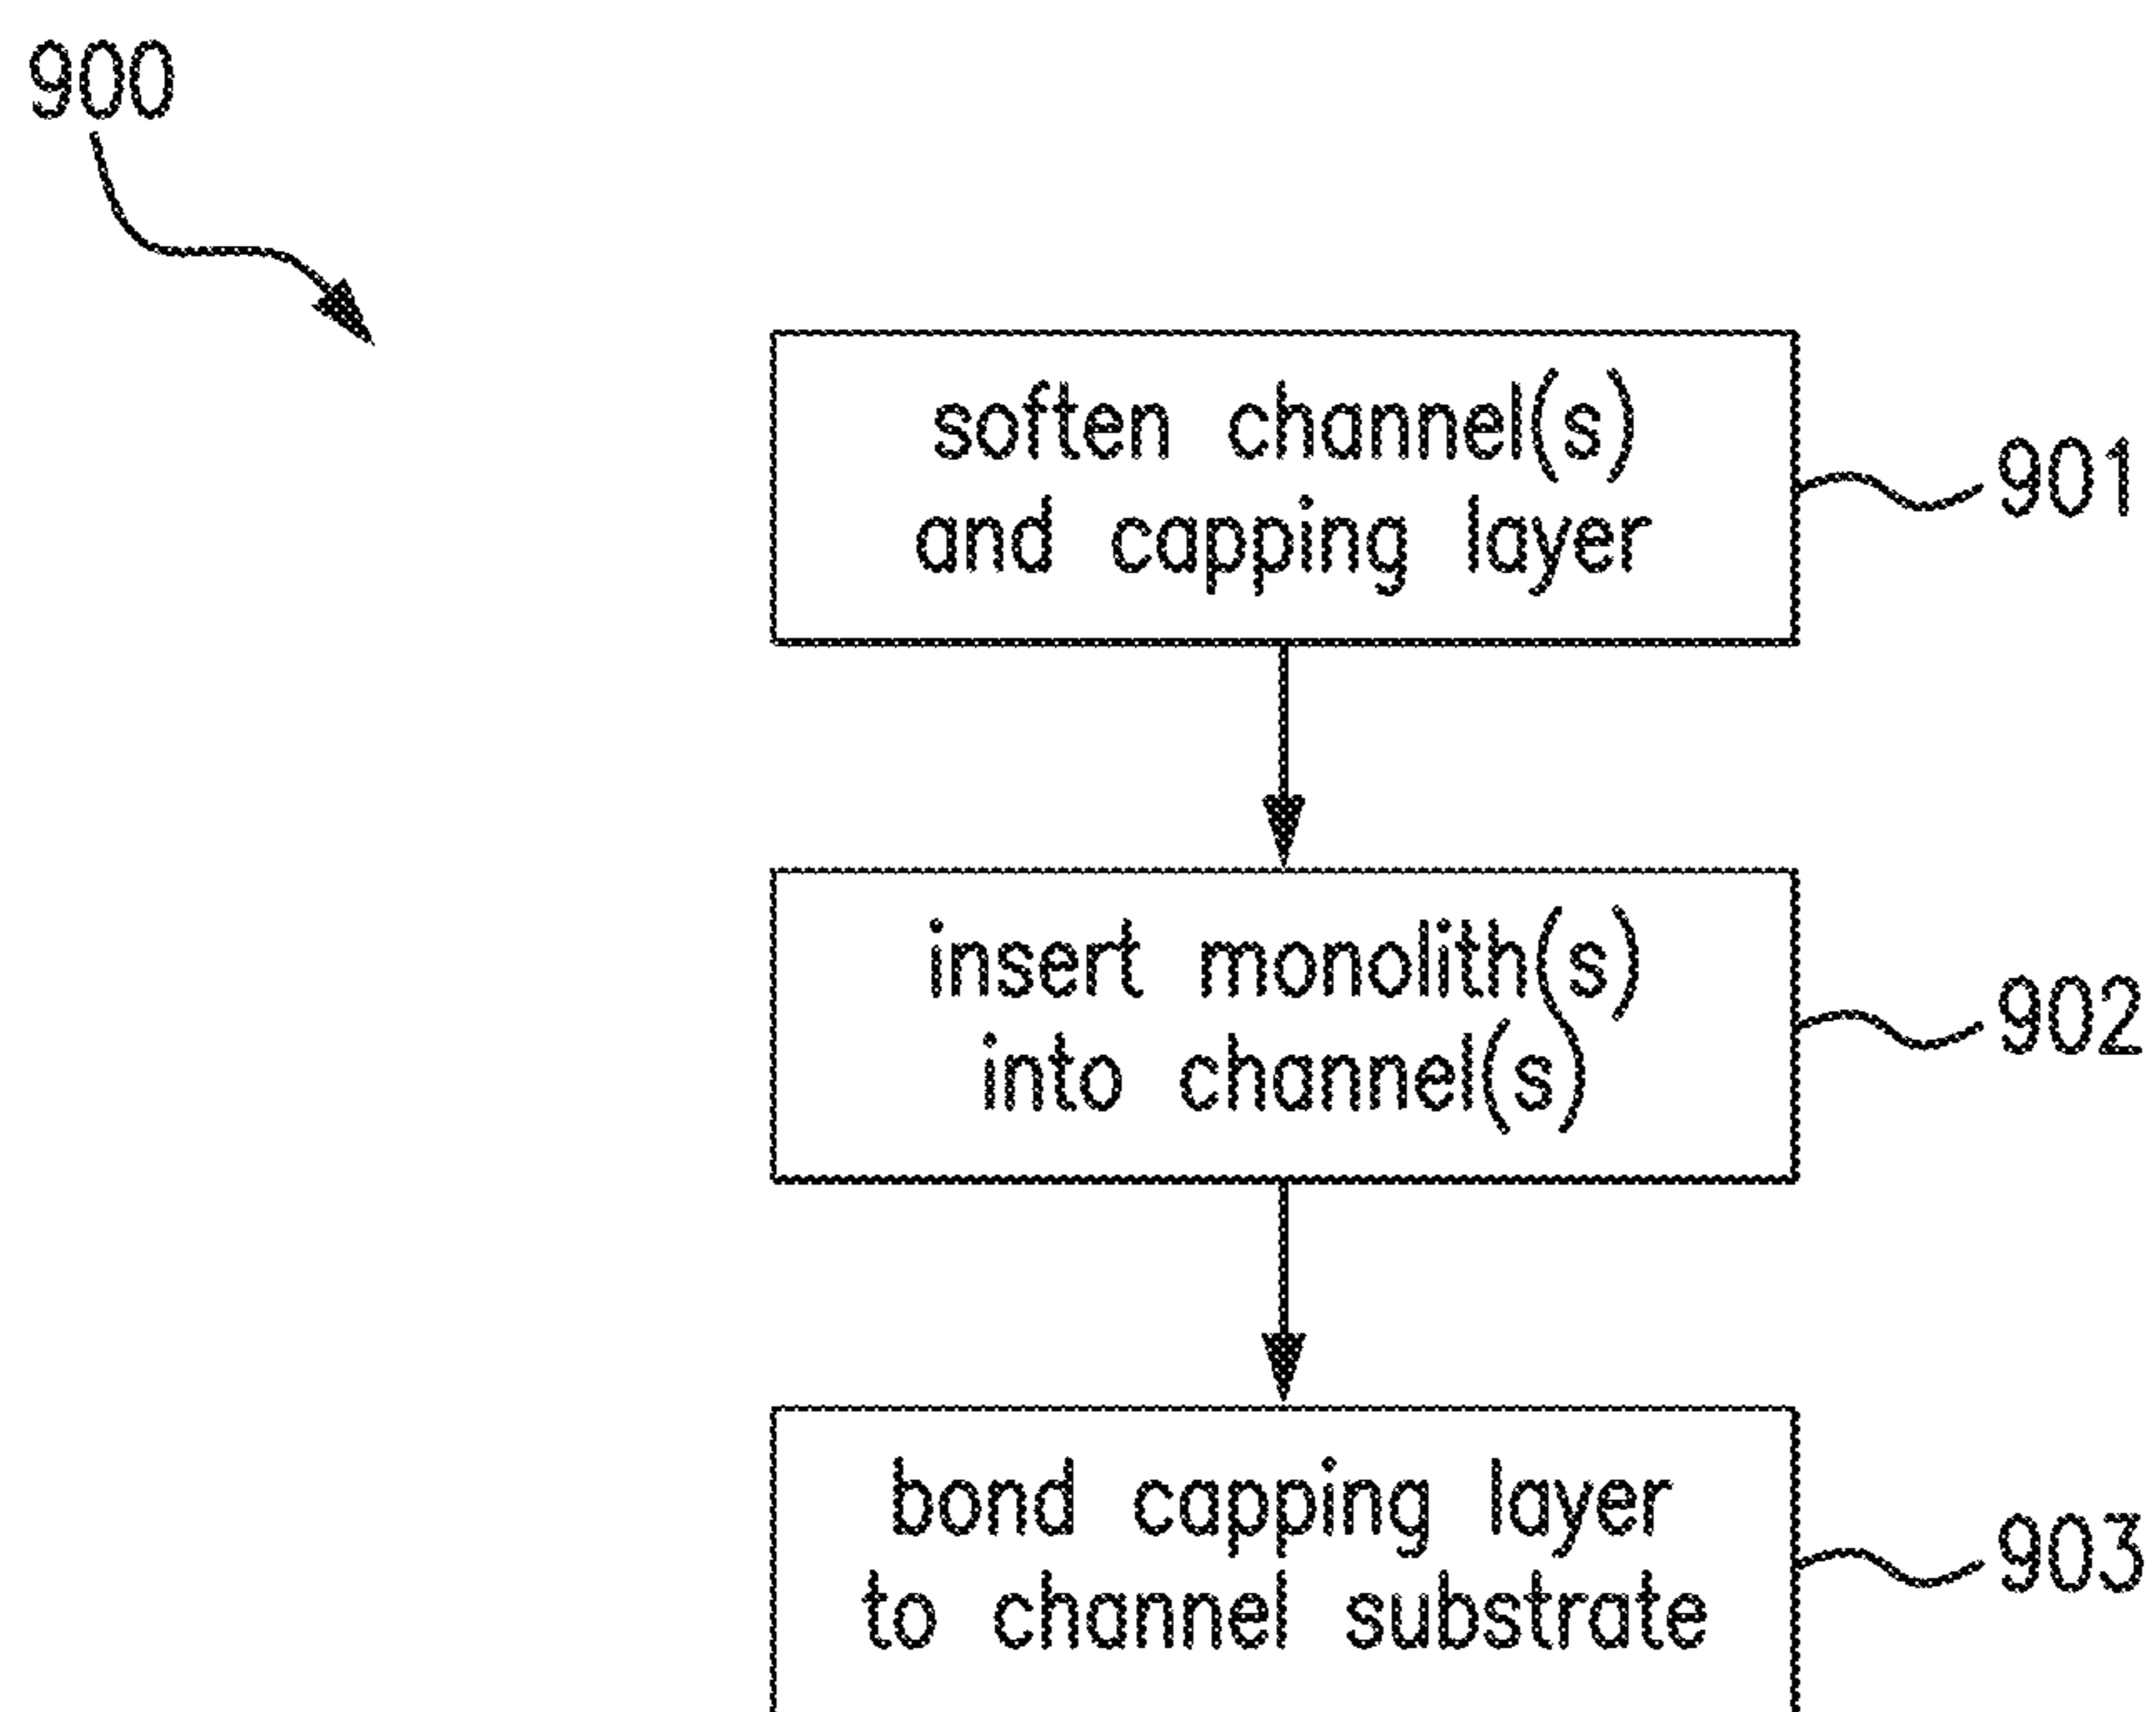 900
soften channel(s)
and capping layer
901
insert monolith(s)
into channel(s)
902
bond capping layer
to channel substrate
903